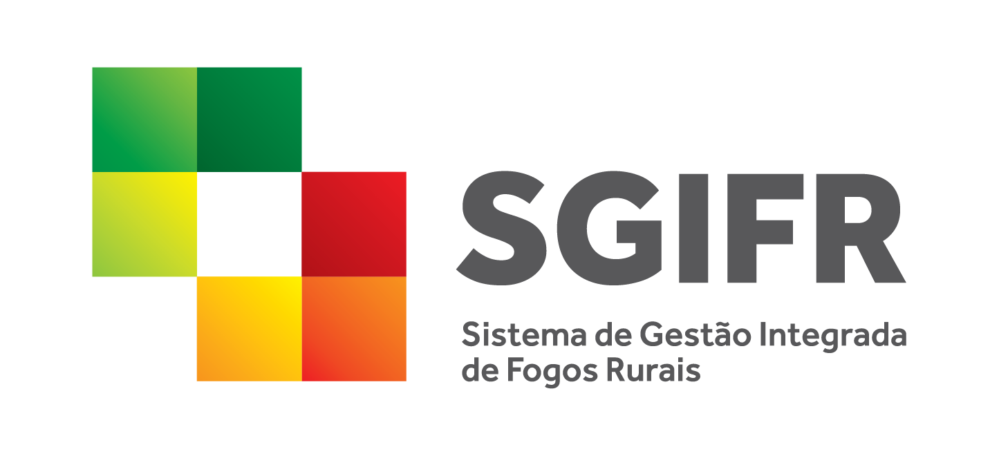 SGIFR
Sistema de Gestão Integrada
de Fogos Rurais